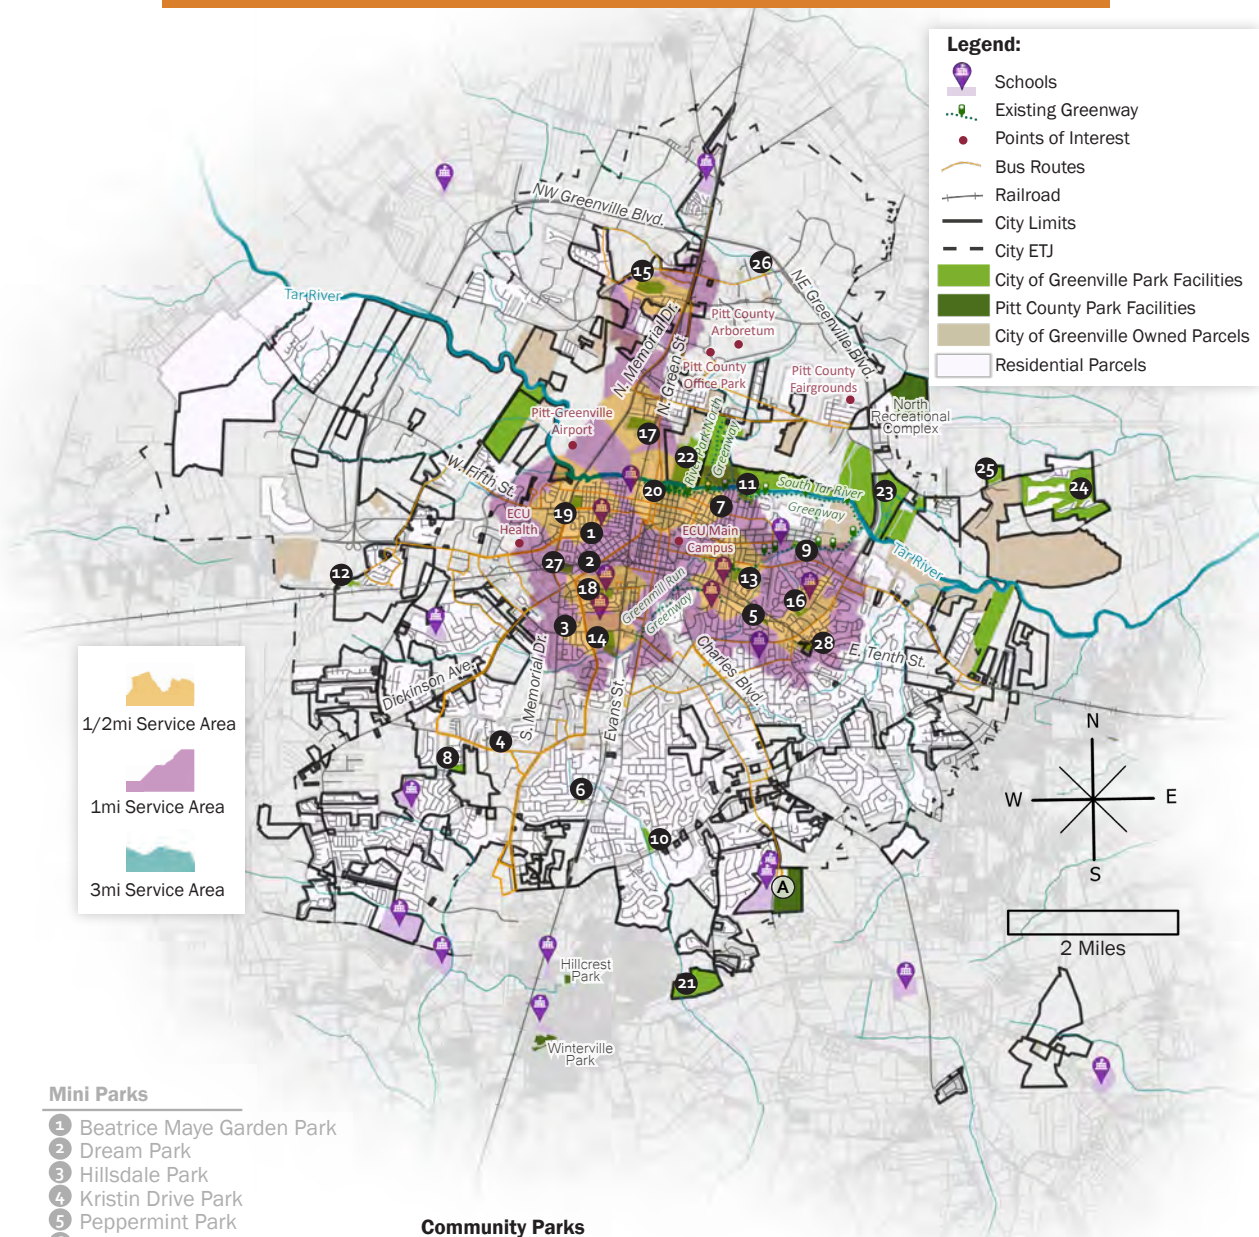 Legend:
Schools
Existing Greenway
Points of Interest
Bus Routes
Railroad
City Limits
City ETJ
City of Greenville Park Facilities
Pitt County Park Facilities
City of Greenville Owned Parcels
Residential Parcels
NW Greenville Blvd.
26
15
NE Greenville Blvd.
Tar River
Pitt County
Arboretum
N. Memorial Dr.
N. Green St.
Pitt County
Office Park
Pitt County
Fairgrounds
North
Recreational
Complex
Pitt-Greenville
Airport
17
River Park North
Greenway
22
W. Fifth St.
25
24
20
11
South Tar River
Greenway
23
7
19
ECU
Health
1
ECU Main
Campus
9
Tar River
27
2
12
18
13
Greenmill Run
Greenway
16
5
3
14
28
E. Tenth St.
Charles Blvd.
Dickinson Ave.
S. Memorial Dr.
Evans St.
1/2mi Service Area
1mi Service Area
3mi Service Area
4
8
6
10
A
N
W
E
S
2 Miles
21
Hillcrest
Park
Winterville
Park
Mini Parks
1 Beatrice Maye Garden Park
2 Dream Park
3 Hillsdale Park
4 Kristin Drive Park
5 Peppermint Park
Community Parks